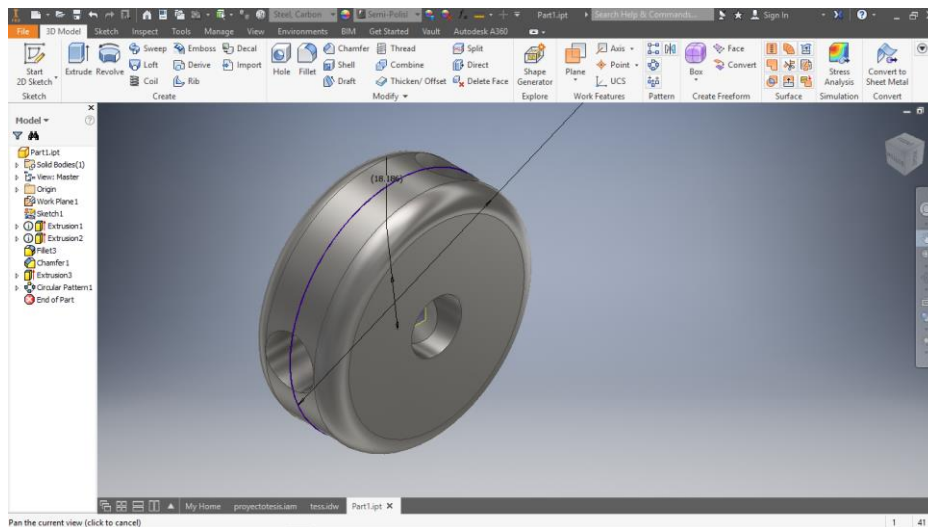 Steel, Carbon
Semi-Polisl
Part1.ipt
Search Help & Commands...
Sign In
File 3D Model Sketch Inspect Tools Manage View Environments BIM Get Started Vault Autodesk A360
Start 2D Sketch
Extrude Revolve
Sweep Emboss Decal
Loft Derive Import
Coil Rib
Hole Fillet
Chamfer Thread Split
Shell Combine Direct
Draft Thicken/ Offset Delete Face
Shape Generator
Plane
Axis
Point
UCS
Box
Face
Convert
Stress Analysis
Convert to Sheet Metal
Sketch Create Modify Explore Work Features Pattern Create Freeform Surface Simulation Convert
Model
Part1.ipt
Solid Bodies(1)
View: Master
Origin
Work Plane1
Sketch1
Extrusion1
Extrusion2
Fillet3
Chamfer1
Extrusion3
Circular Pattern1
End of Part
My Home proyectotesis.iam tess.idw Part1.ipt
Pan the current view (click to cancel)
1 41